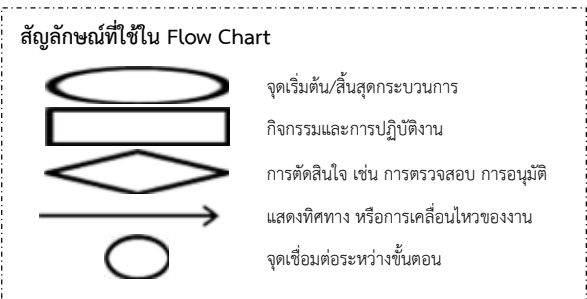 สัญลักษณ์ที่ใช้ใน Flow Chart
จุดเริ่มต้น/สิ้นสุดกระบวนการ
กิจกรรมและการปฏิบัติงาน
การตัดสินใจ เช่น การตรวจสอบ การอนุมัติ
แสดงทิศทาง หรือการเคลื่อนไหวของงาน
จุดเชื่อมต่อระหว่างขั้นตอน